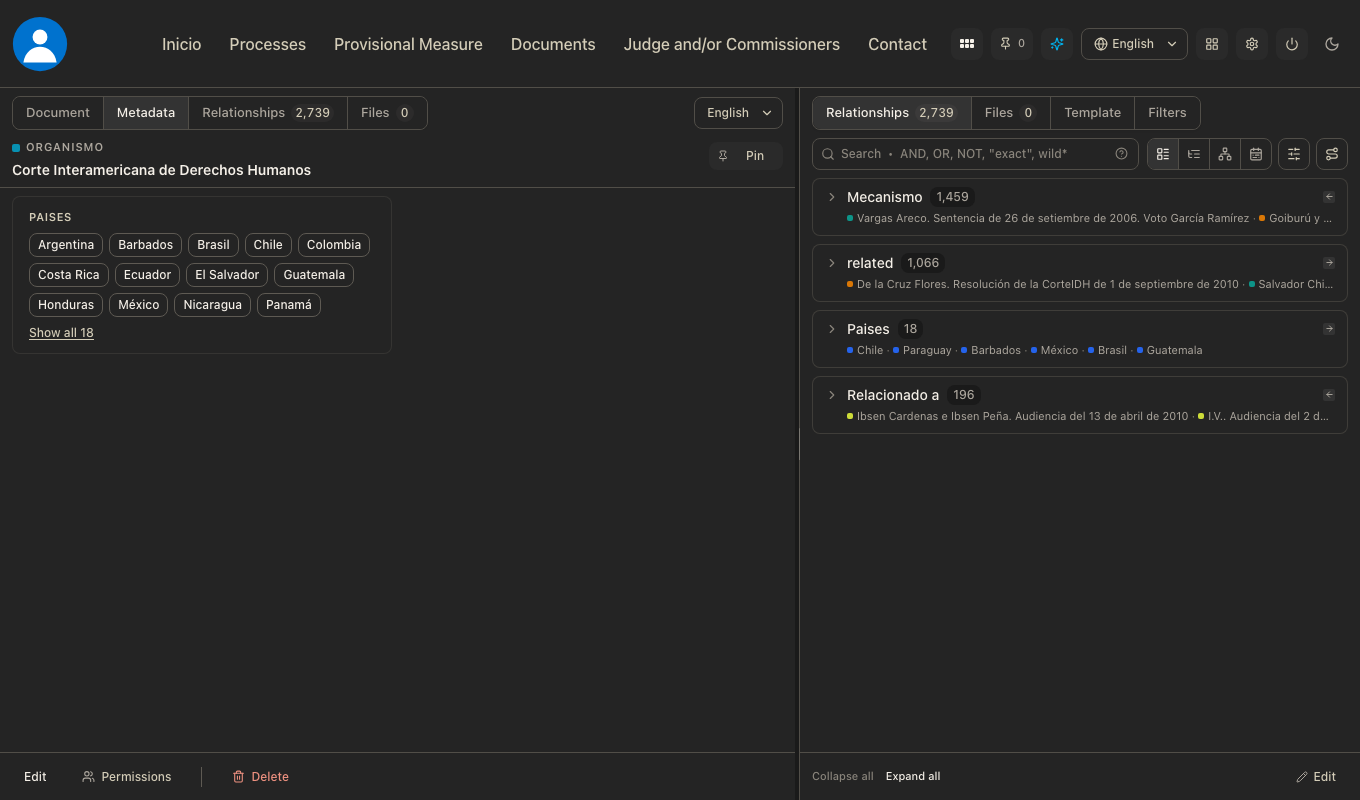 Inicio Processes Provisional Measure Documents Judge and/or Commissioners Contact 0 English
Document Metadata Relationships 2,739 Files 0 English
ORGANISMO
Corte Interamericana de Derechos Humanos
Pin
PAISES
Argentina Barbados Brasil Chile Colombia
Costa Rica Ecuador El Salvador Guatemala
Honduras México Nicaragua Panamá
Show all 18
Edit Permissions Delete
Relationships 2,739 Files 0 Template Filters
Search • AND, OR, NOT, "exact", wild*
Mecanismo 1,459
Vargas Areco. Sentencia de 26 de setiembre de 2006. Voto García Ramírez · Goiburú y ...
related 1,066
De la Cruz Flores. Resolución de la CorteIDH de 1 de septiembre de 2010 · Salvador Chi...
Paises 18
Chile · Paraguay · Barbados · México · Brasil · Guatemala
Relacionado a 196
Ibsen Cardenas e Ibsen Peña. Audiencia del 13 de abril de 2010 · I.V.. Audiencia del 2 d...
Collapse all Expand all Edit